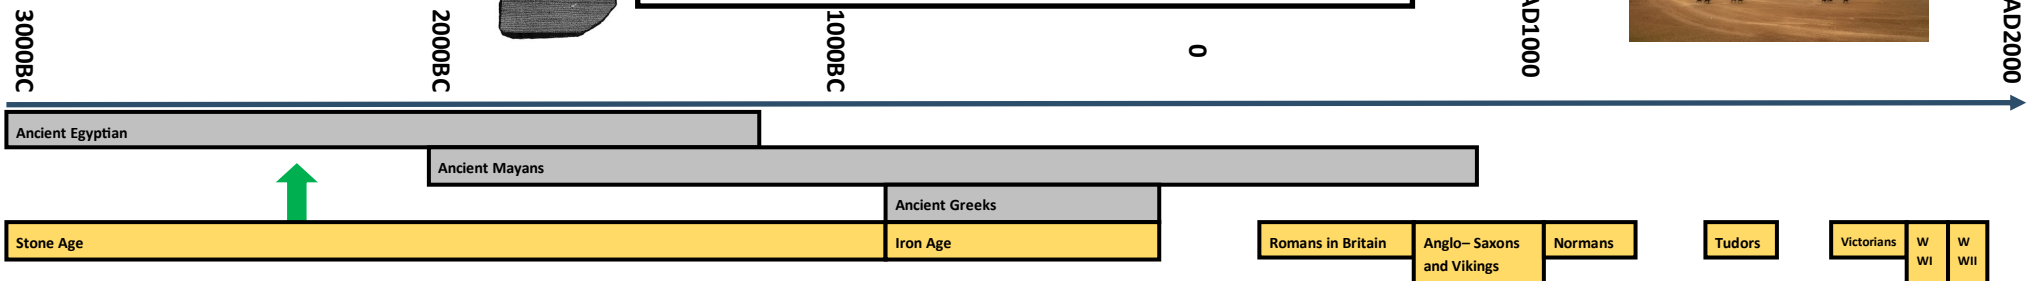 3000BC
2000BC
1000BC
0
AD1000
AD2000
Ancient Egyptian
Ancient Mayans
Ancient Greeks
Stone Age
Iron Age
Romans in Britain
Anglo– Saxons
and Vikings
Normans
Tudors
Victorians
W
WI
W
WII